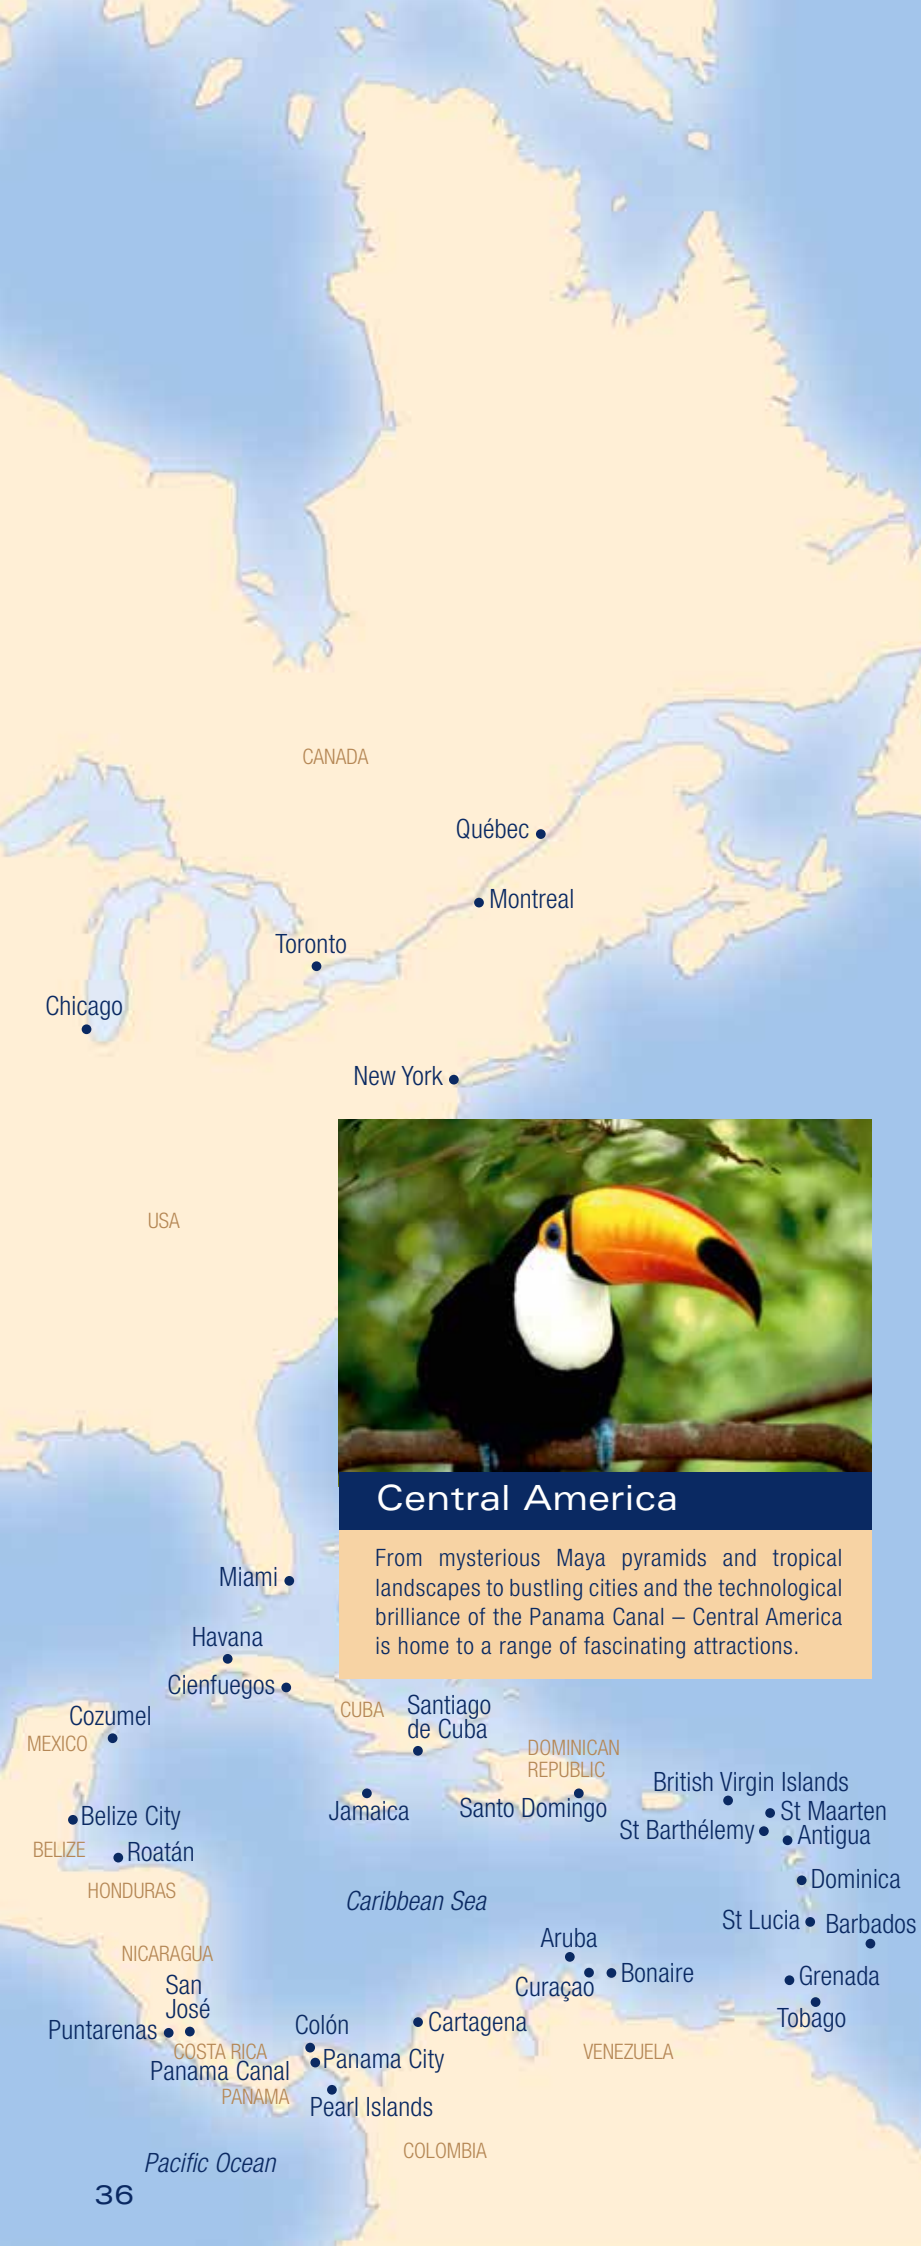 CANADA
Québec
Montreal
Toronto
Chicago
New York
USA
Central America
From mysterious Maya pyramids and tropical
landscapes to bustling cities and the technological
brilliance of the Panama Canal – Central America
is home to a range of fascinating attractions.
Miami
Havana
Cienfuegos
CUBA
Santiago
de Cuba
Cozumel
MEXICO
DOMINICAN
REPUBLIC
British Virgin Islands
Jamaica
Santo Domingo
St Maarten
Belize City
St Barthélemy
Antigua
BELIZE
Roatán
Dominica
HONDURAS
Caribbean Sea
St Lucia
Barbados
Aruba
NICARAGUA
Bonaire
Grenada
San
José
Curaçao
Tobago
Puntarenas
Colón
Cartagena
COSTA RICA
VENEZUELA
Panama City
Panama Canal
PANAMA
Pearl Islands
COLOMBIA
Pacific Ocean
36